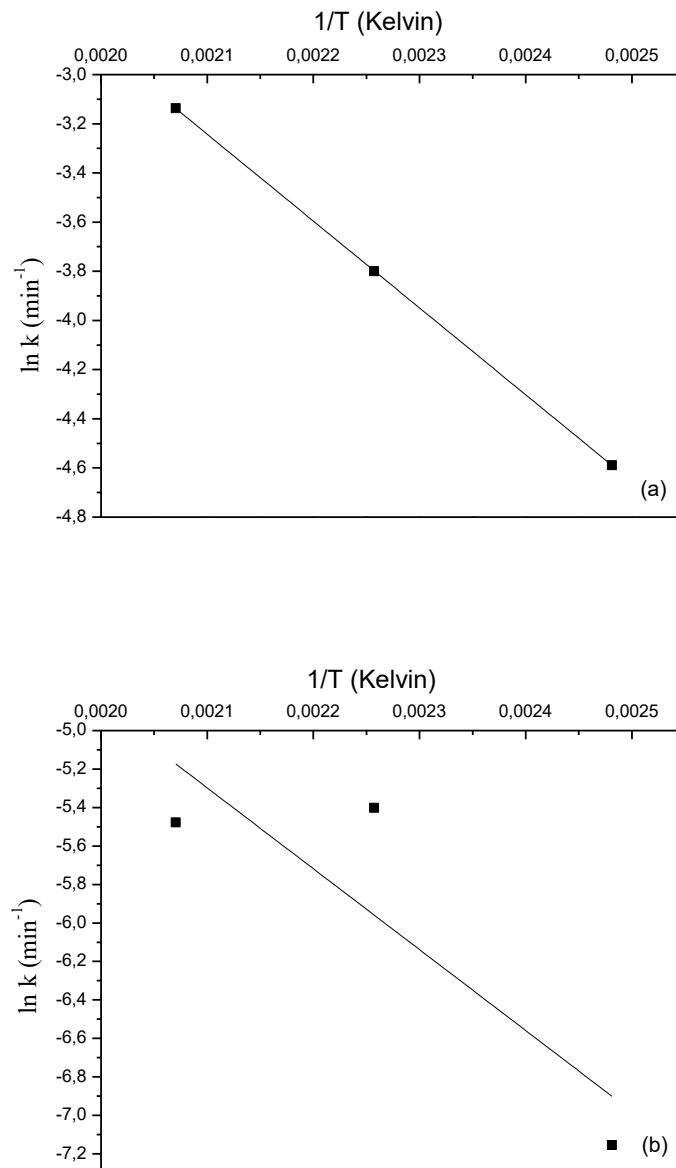 1/T (Kelvin)
0,0020 0,0021 0,0022 0,0023 0,0024 0,0025
-3,0
-3,2
-3,4
-3,6
-3,8
-4,0
-4,2
-4,4
-4,6
-4,8
ln k (min⁻¹)
(a)
1/T (Kelvin)
0,0020 0,0021 0,0022 0,0023 0,0024 0,0025
-5,0
-5,2
-5,4
-5,6
-5,8
-6,0
-6,2
-6,4
-6,6
-6,8
-7,0
-7,2
ln k (min⁻¹)
(b)